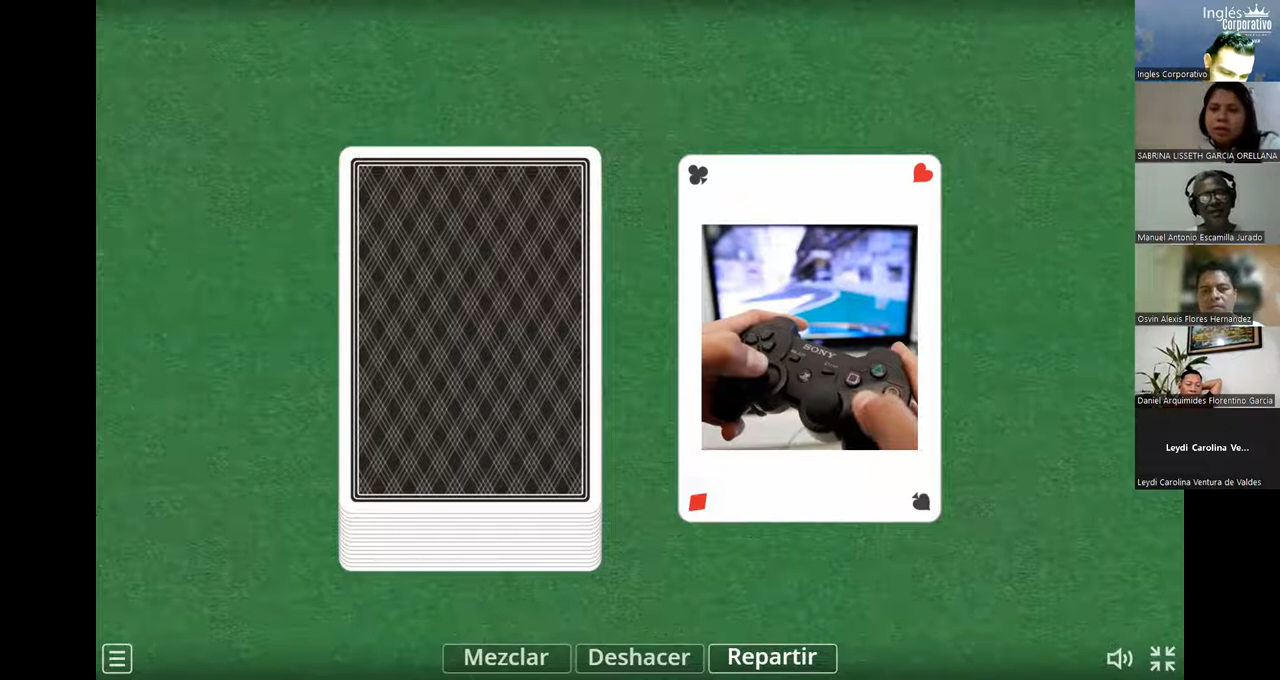 Inglés
Corporativo
Ingles Corporativo
SABRINA LISSETH GARCIA ORELLANA
Manuel Antonio Escamilla Jurado
Osvin Alexis Flores Hernandez
Daniel Arquimides Florentino Garcia
Leydi Carolina Ve...
Leydi Carolina Ventura de Valdes
SONY
Mezclar
Deshacer
Repartir